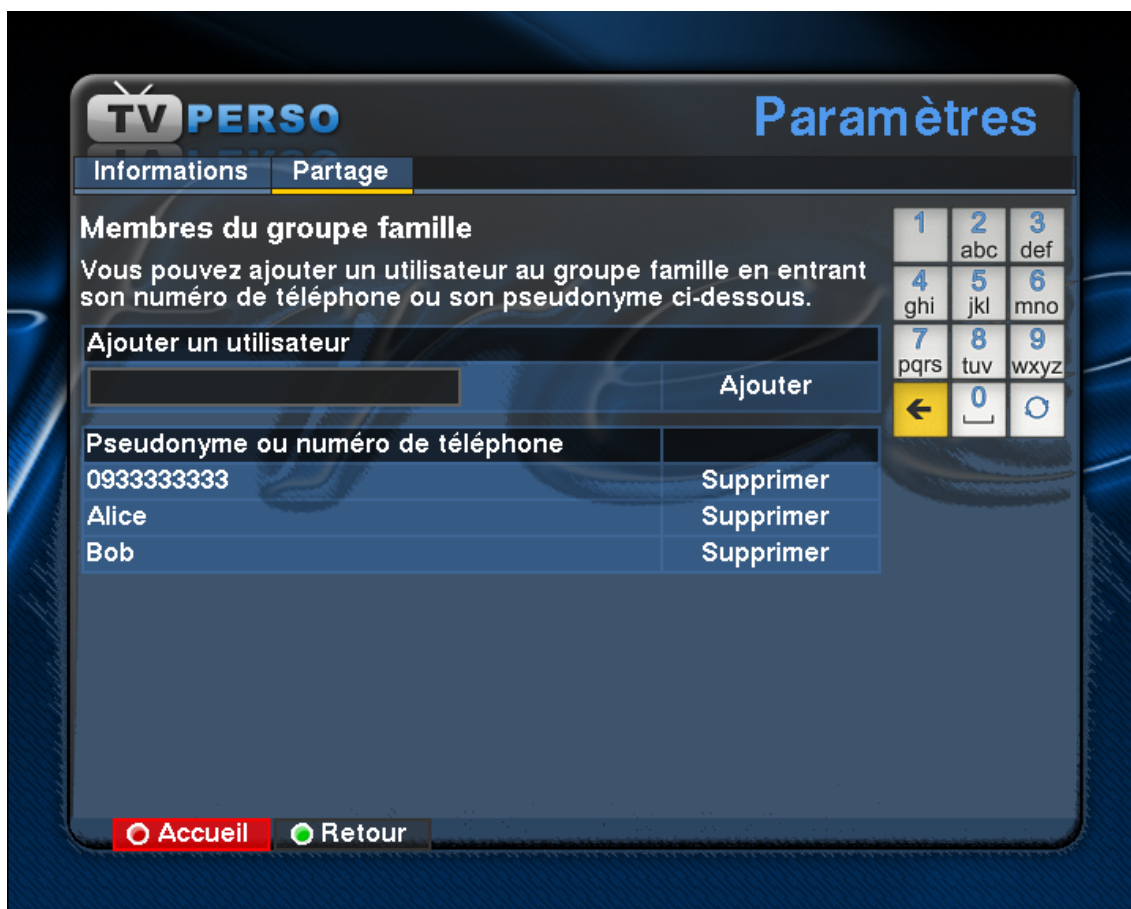 TV PERSO
Paramètres
Informations
Partage
Membres du groupe famille
Vous pouvez ajouter un utilisateur au groupe famille en entrant
son numéro de téléphone ou son pseudonyme ci-dessous.
Ajouter un utilisateur
Ajouter
Pseudonyme ou numéro de téléphone
0933333333 Supprimer
Alice Supprimer
Bob Supprimer
1 2 3
abc def
4 5 6
ghi jkl mno
7 8 9
pqrs tuv wxyz
0
Accueil Retour